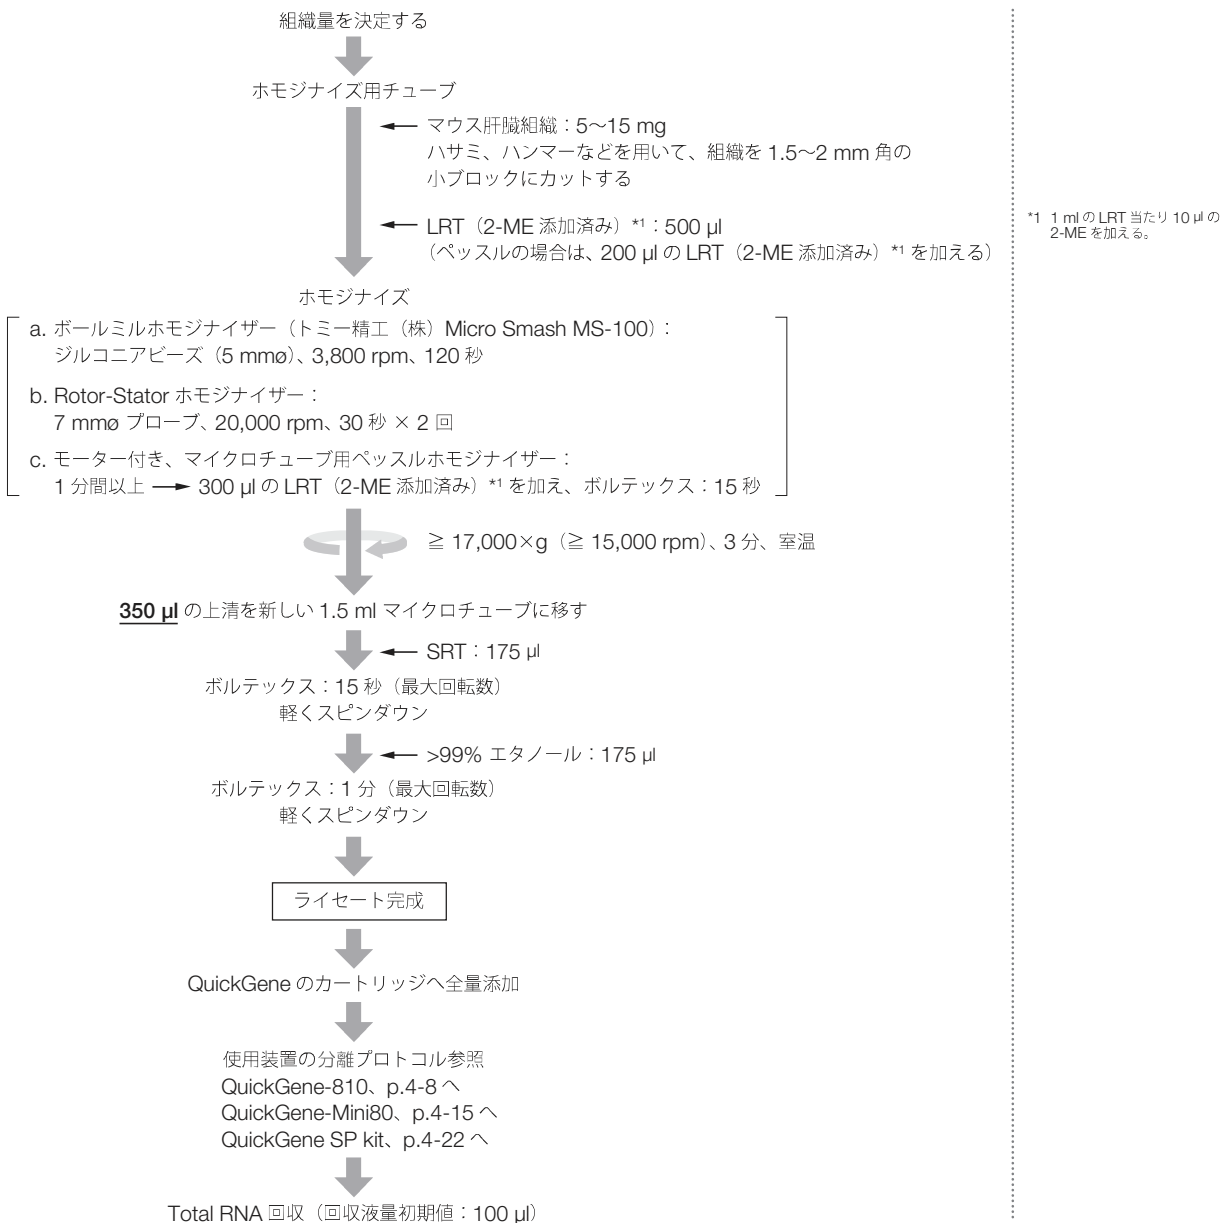 組織量を決定する
ホモジナイズ用チューブ
マウス肝臓組織：5～15 mg
ハサミ、ハンマーなどを用いて、組織を 1.5～2 mm 角の
小ブロックにカットする
LRT（2-ME 添加済み）*1：500 µl
（ペッスルの場合は、200 µl の LRT（2-ME 添加済み）*1 を加える）
*1 1 ml の LRT 当たり 10 µl の
2-ME を加える。
ホモジナイズ
a. ボールミルホモジナイザー（トミー精工（株）Micro Smash MS-100）：
ジルコニアビーズ（5 mmø）、3,800 rpm、120 秒
b. Rotor-Stator ホモジナイザー：
7 mmø プローブ、20,000 rpm、30 秒 × 2 回
c. モーター付き、マイクロチューブ用ペッスルホモジナイザー：
1 分間以上 → 300 µl の LRT（2-ME 添加済み）*1 を加え、ボルテックス：15 秒
≧ 17,000×g（≧ 15,000 rpm）、3 分、室温
350 µl の上清を新しい 1.5 ml マイクロチューブに移す
SRT：175 µl
ボルテックス：15 秒（最大回転数）
軽くスピンダウン
>99% エタノール：175 µl
ボルテックス：1 分（最大回転数）
軽くスピンダウン
ライセート完成
QuickGene のカートリッジへ全量添加
使用装置の分離プロトコル参照
QuickGene-810、p.4-8 へ
QuickGene-Mini80、p.4-15 へ
QuickGene SP kit、p.4-22 へ
Total RNA 回収（回収液量初期値：100 µl）